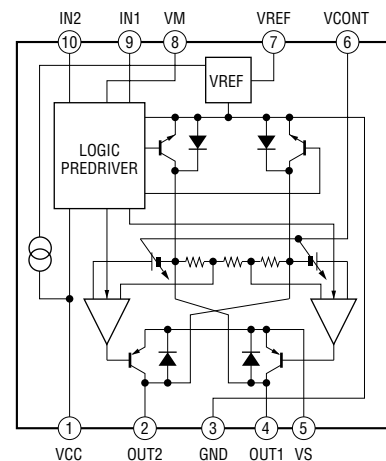 IN2 IN1 VM VREF VCONT
10 9 8 7 6
VREF
LOGIC
PREDRIVER
1 2 3 4 5
VCC OUT2 GND OUT1 VS